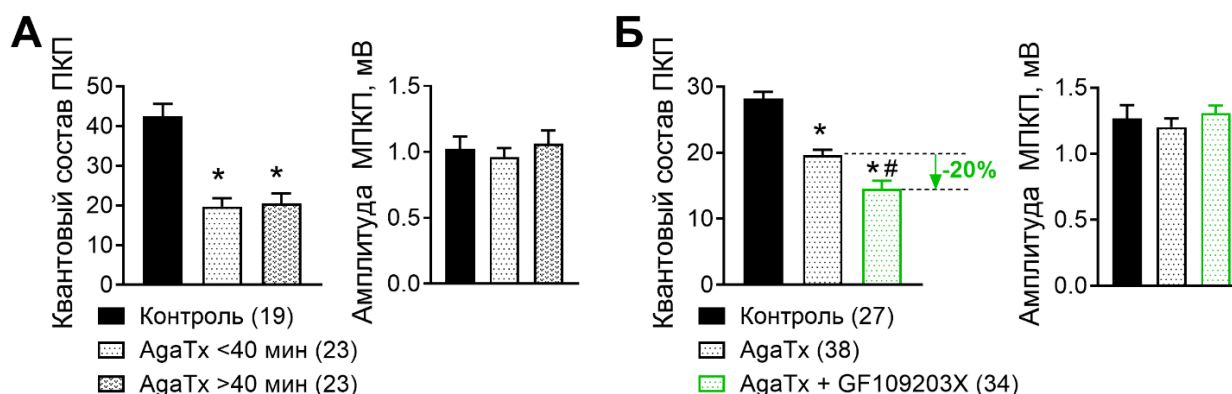 А
Квантовый состав ПКП
50
40
30
20
10
0
*
*
Амплитуда МПКП, мВ
1.5
1.0
0.5
0.0
Контроль (19)
AgaTx <40 мин (23)
AgaTx >40 мин (23)
Б
Квантовый состав ПКП
30
20
10
0
*
*#
-20%
Амплитуда МПКП, мВ
1.5
1.0
0.5
0.0
Контроль (27)
AgaTx (38)
AgaTx + GF109203X (34)